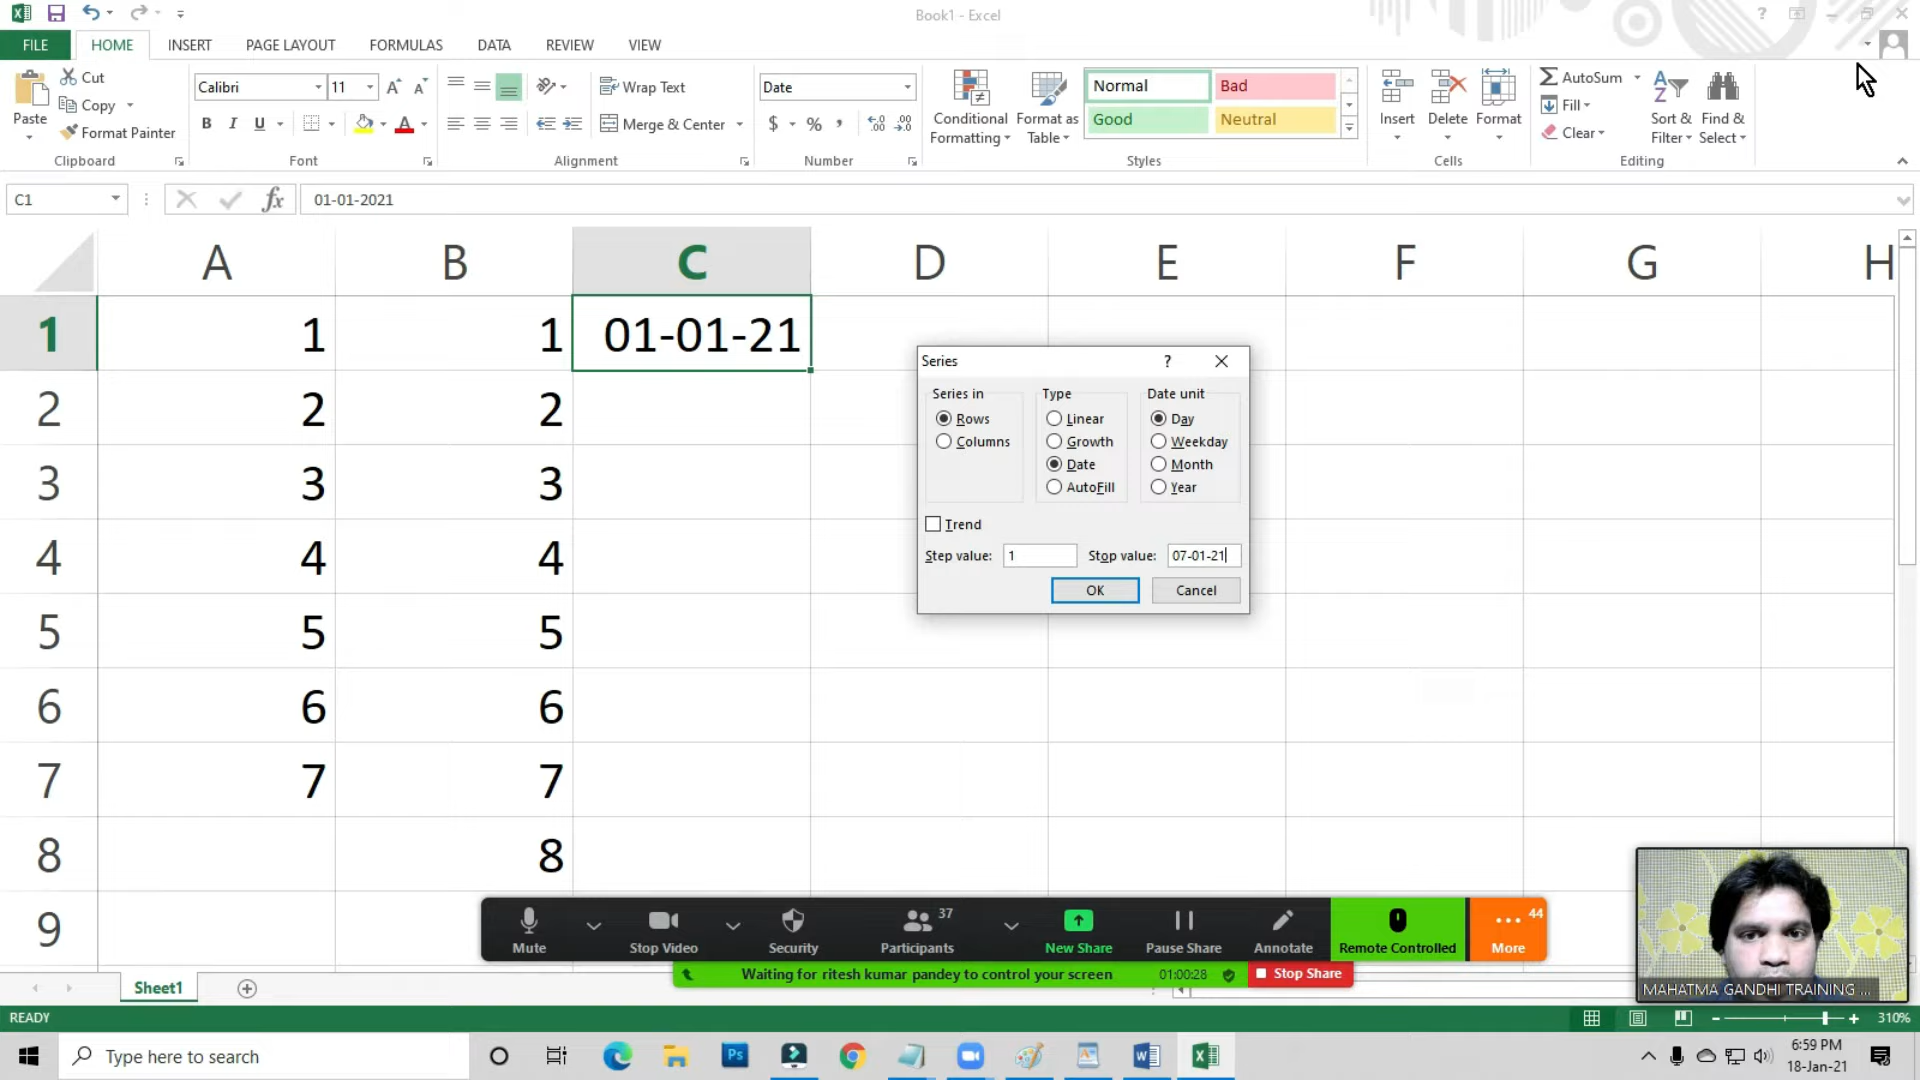 Book1 - Excel
FILE HOME INSERT PAGE LAYOUT FORMULAS DATA REVIEW VIEW
Paste
Cut
Copy
Format Painter
Clipboard
Calibri 11
B I U
Font
Wrap Text
Merge & Center
Alignment
Date
$ % ,
Number
Conditional Formatting
Format as Table
Normal Bad
Good Neutral
Styles
Insert Delete Format
Cells
AutoSum
Fill
Clear
Sort & Filter
Find & Select
Editing
C1 fx 01-01-2021
A B C D E F G H
1 1 1 01-01-21
2 2 2
3 3 3
4 4 4
5 5 5
6 6 6
7 7 7
8 8
9
Series ? 
Series in Type Date unit
Rows Linear Day
Columns Growth Weekday
Date Month
AutoFill Year
Trend
Step value: 1 Stop value: 07-01-21
OK Cancel
Mute Stop Video Security Participants 37 New Share Pause Share Annotate Remote Controlled More 44
Waiting for ritesh kumar pandey to control your screen 01:00:28 Stop Share
MAHATMA GANDHI TRAINING ...
Sheet1
READY 310%
Type here to search
Ps
6:59 PM
18-Jan-21